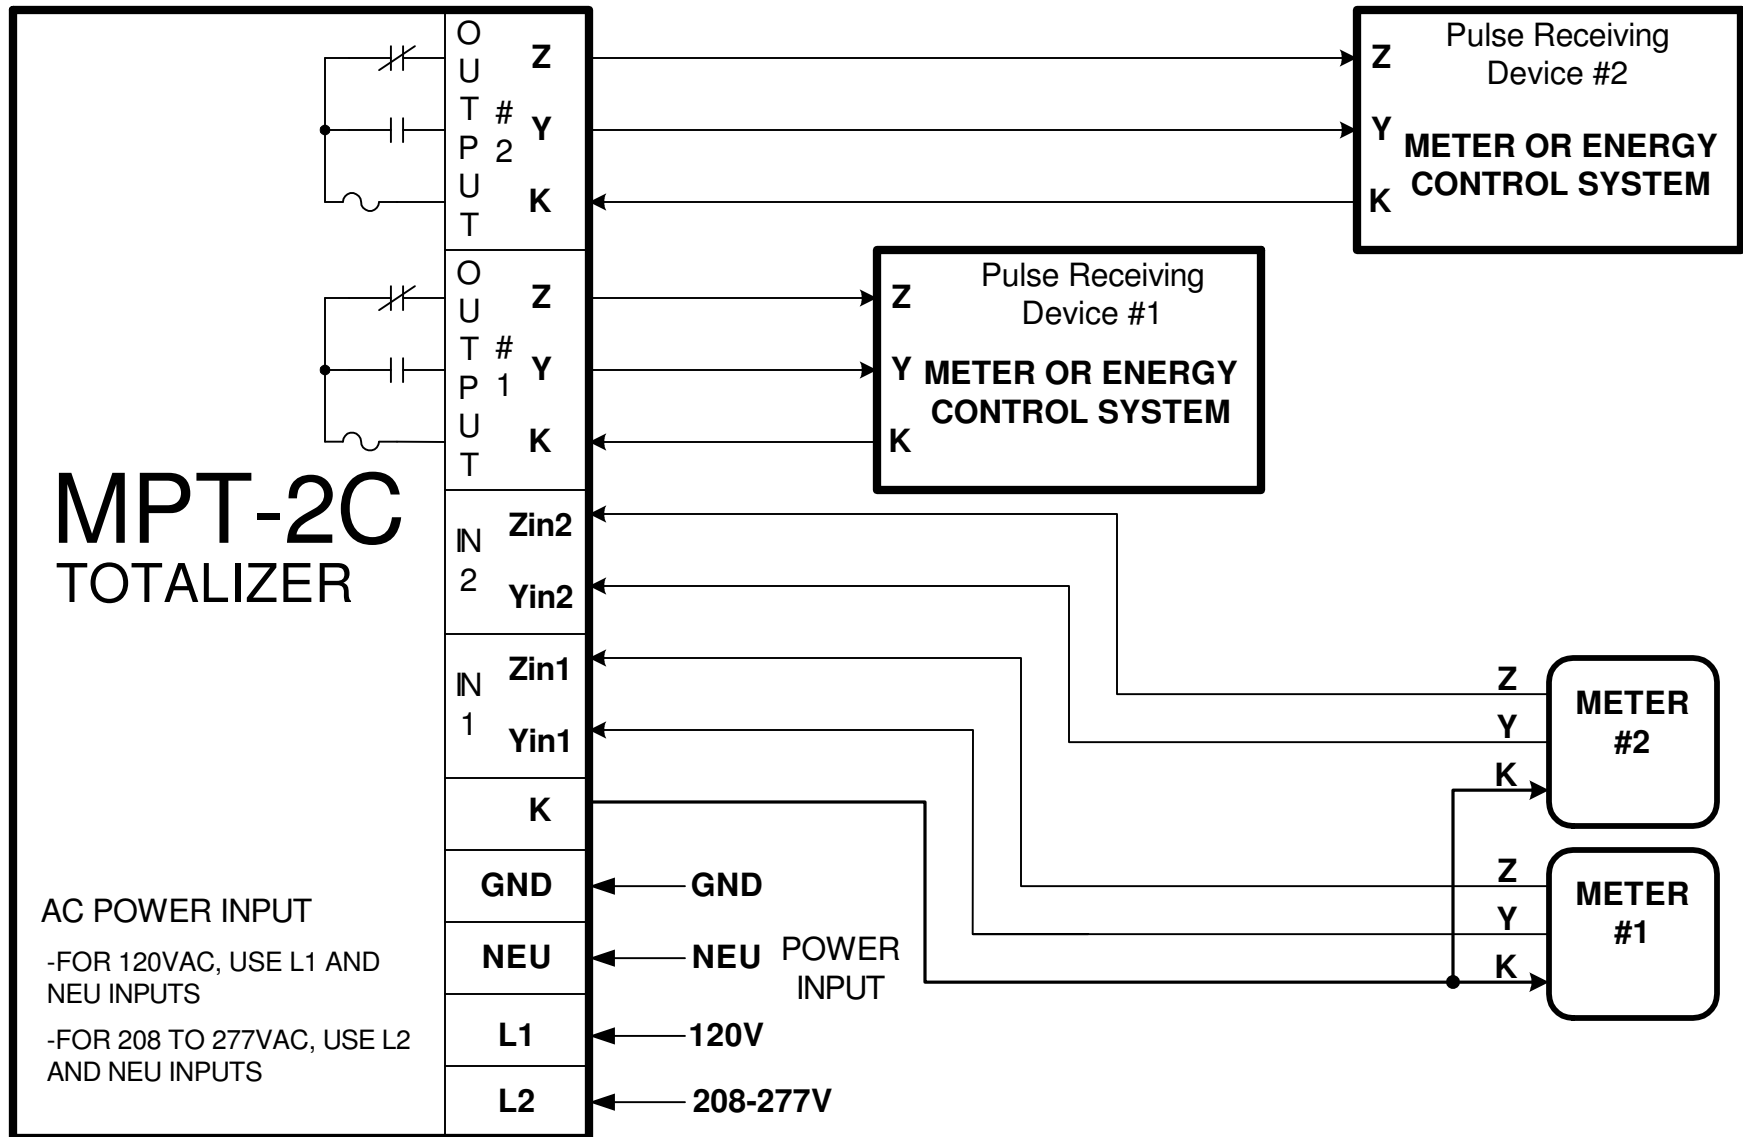 OUTPUT
#2
Z
Y
K
Z
Y
K
Pulse Receiving
Device #2
METER OR ENERGY
CONTROL SYSTEM
OUTPUT
#1
Z
Y
K
Z
Y
K
Pulse Receiving
Device #1
METER OR ENERGY
CONTROL SYSTEM
MPT-2C
TOTALIZER
IN
2
Zin2
Yin2
IN
1
Zin1
Yin1
K
Z
Y
K
METER
#2
Z
Y
K
METER
#1
GND
GND
NEU
NEU
POWER
INPUT
L1
120V
L2
208-277V
AC POWER INPUT
-FOR 120VAC, USE L1 AND
NEU INPUTS
-FOR 208 TO 277VAC, USE L2
AND NEU INPUTS